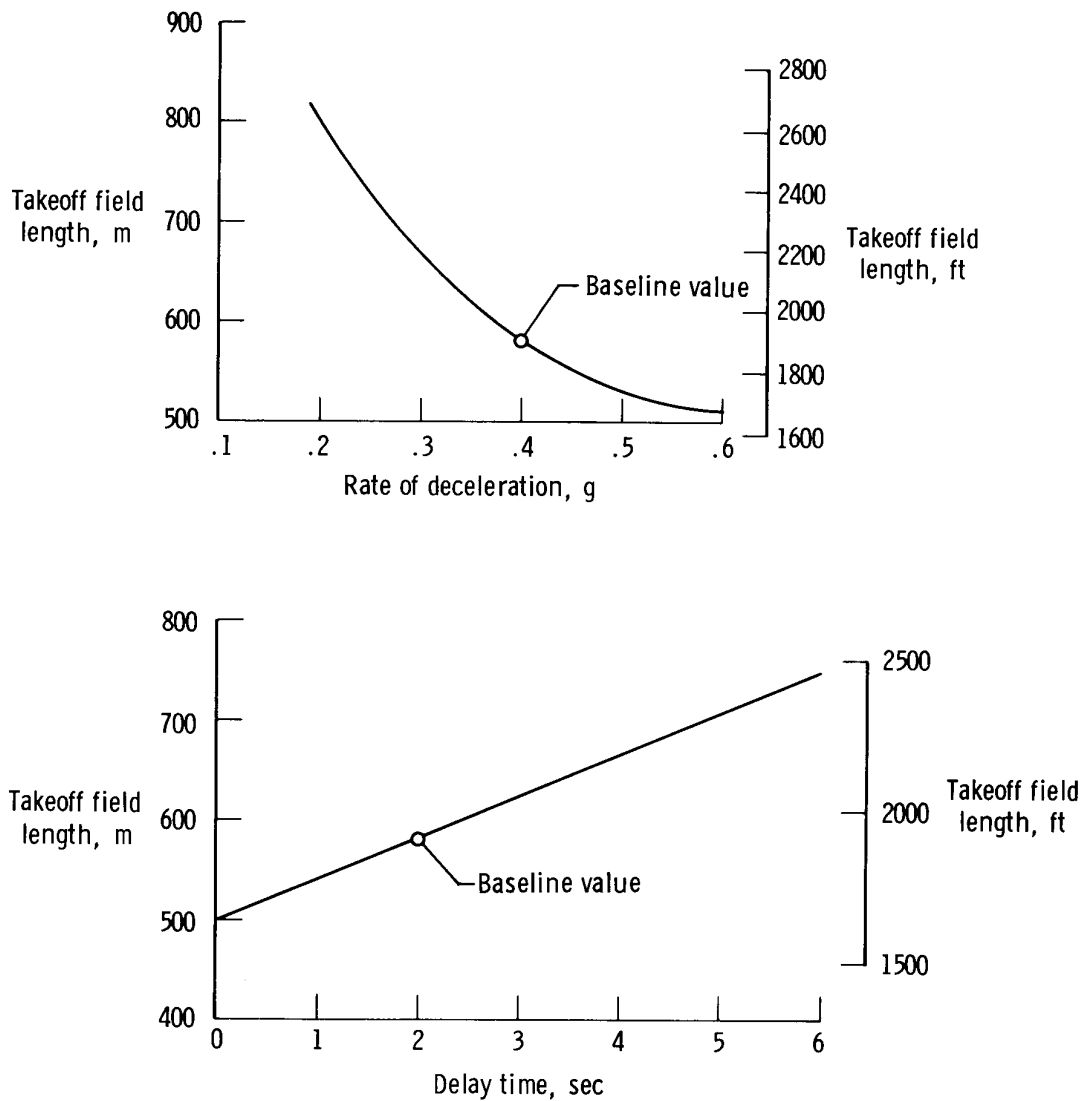 900
800
700
600
500
Takeoff field
length, m
.1 .2 .3 .4 .5 .6
Rate of deceleration, g
Baseline value
2800
2600
2400
2200
2000
1800
1600
Takeoff field
length, ft
800
700
600
500
400
Takeoff field
length, m
0 1 2 3 4 5 6
Delay time, sec
Baseline value
2500
2000
1500
Takeoff field
length, ft